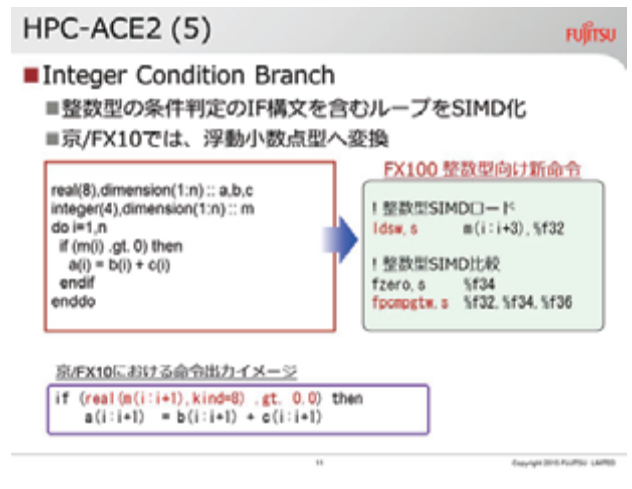 HPC-ACE2 (5)
FUJITSU
Integer Condition Branch
整数型の条件判定のIF構文を含むループをSIMD化
京/FX10では、浮動小数点型へ変換
FX100 整数型向け新命令
real(8),dimension(1:n) :: a,b,c
integer(4),dimension(1:n) :: m
do i=1,n
if (m(i) .gt. 0) then
a(i) = b(i) + c(i)
endif
enddo
! 整数型SIMDロード
ldsw,s m(i:i+3),%f32
! 整数型SIMD比較
fzero,s %f34
fpcmpgtw,s %f32,%f34,%f36
京/FX10における命令出力イメージ
if (real(m(i:i+1),kind=8) .gt. 0.0) then
a(i:i+1) = b(i:i+1) + c(i:i+1)
11
Copyright 2015 FUJITSU LIMITED